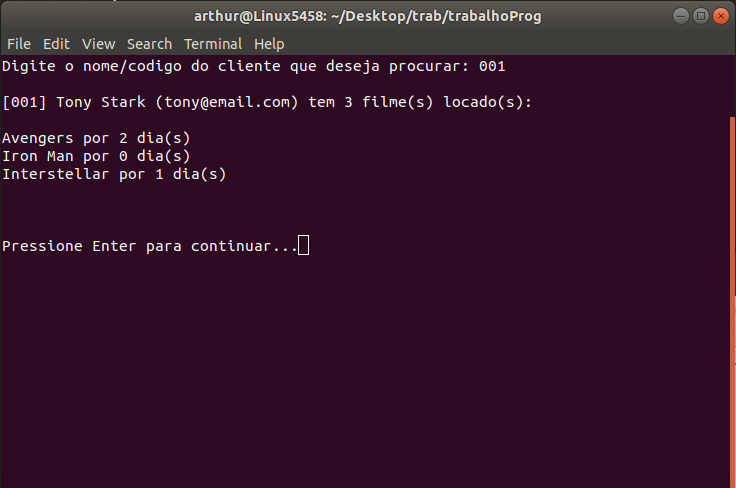 arthur@Linux5458: ~/Desktop/trab/trabalhoProg
File Edit View Search Terminal Help
Digite o nome/codigo do cliente que deseja procurar: 001
[001] Tony Stark (tony@email.com) tem 3 filme(s) locado(s):
Avengers por 2 dia(s)
Iron Man por 0 dia(s)
Interstellar por 1 dia(s)
Pressione Enter para continuar...